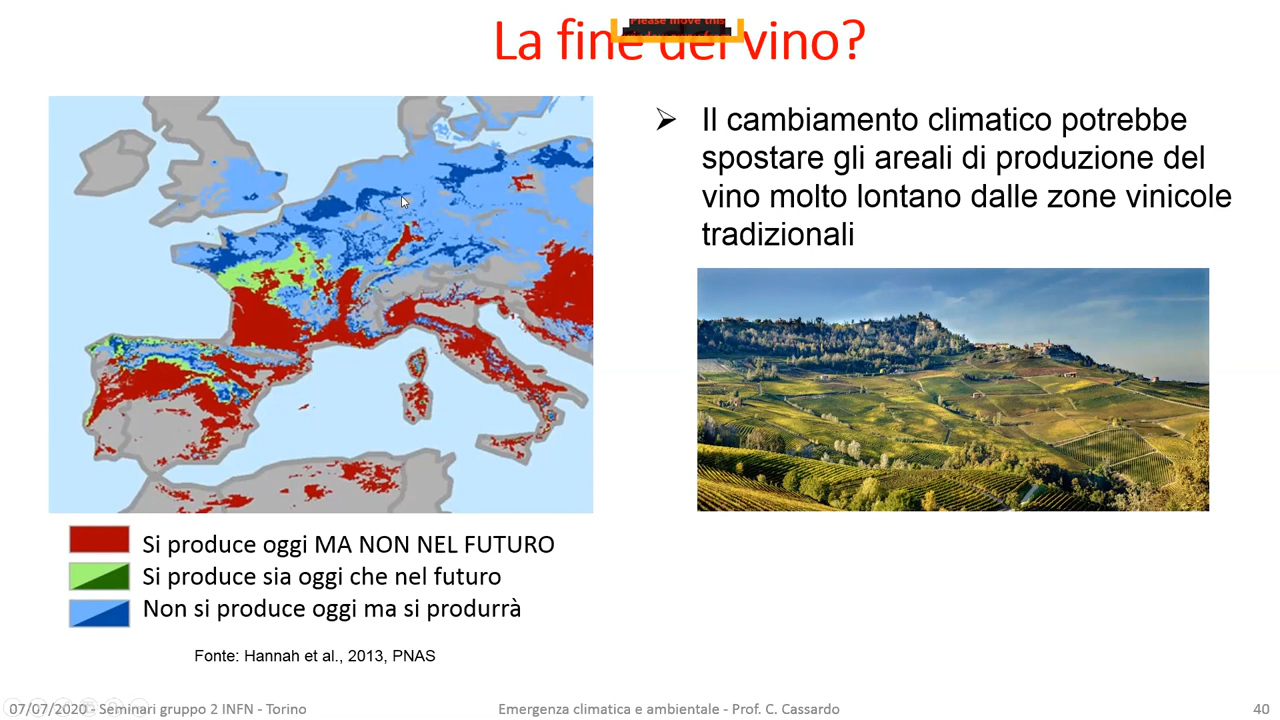 La fine del vino?
Please move this
Il cambiamento climatico potrebbe
spostare gli areali di produzione del
vino molto lontano dalle zone vinicole
tradizionali
Si produce oggi MA NON NEL FUTURO
Si produce sia oggi che nel futuro
Non si produce oggi ma si produrrà
Fonte: Hannah et al., 2013, PNAS
07/07/2020 - Seminari gruppo 2 INFN - Torino
Emergenza climatica e ambientale - Prof. C. Cassardo
40